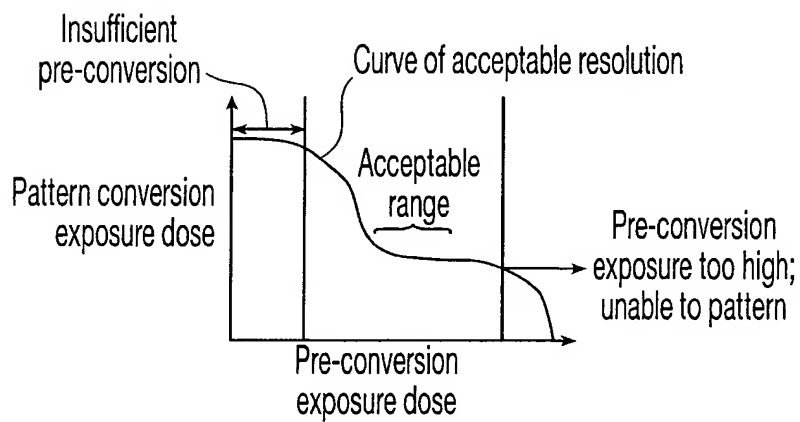 Insufficient
pre-conversion
Curve of acceptable resolution
Pattern conversion
exposure dose
Acceptable
range
Pre-conversion
exposure too high;
unable to pattern
Pre-conversion
exposure dose